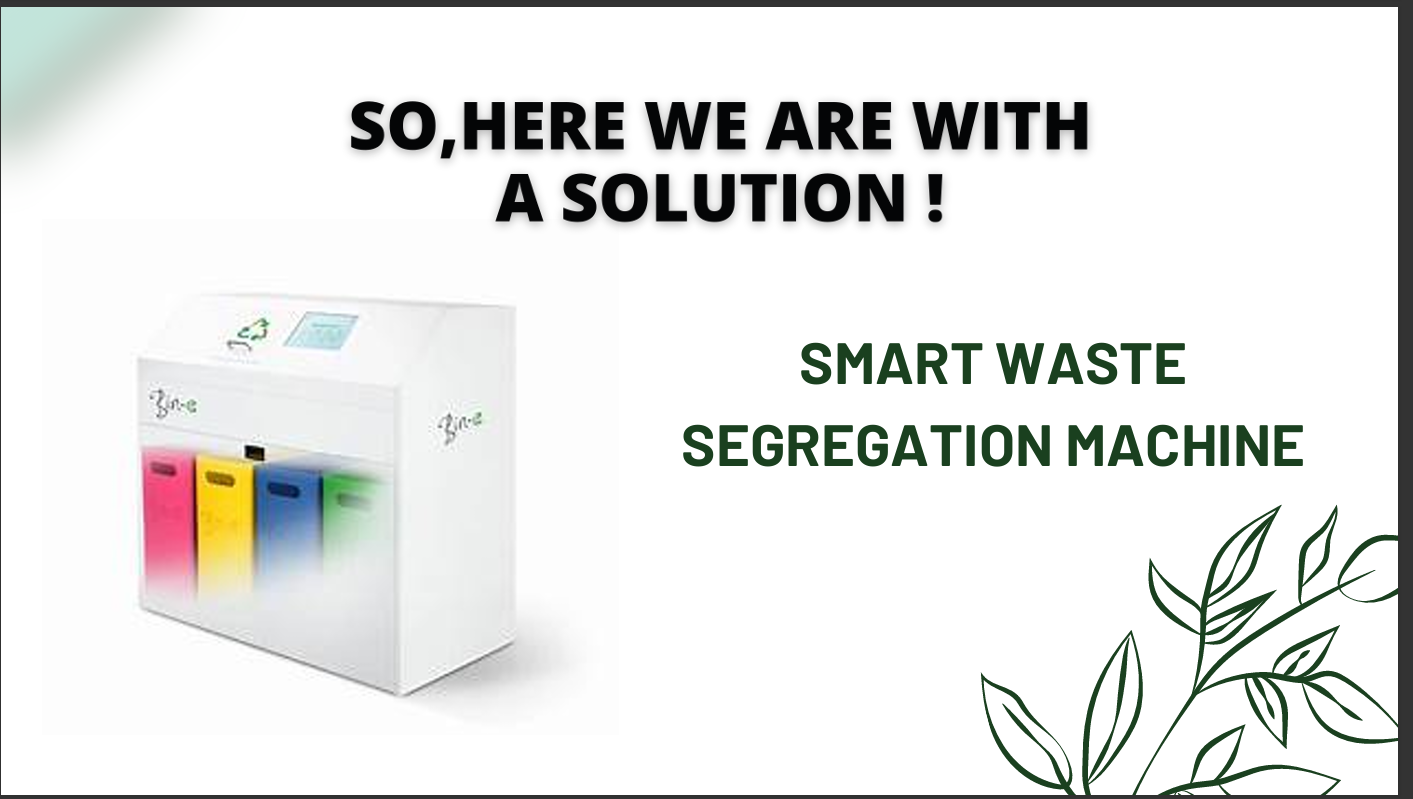 SO,HERE WE ARE WITH
A SOLUTION !
Bin-e
Bin-e
SMART WASTE
SEGREGATION MACHINE